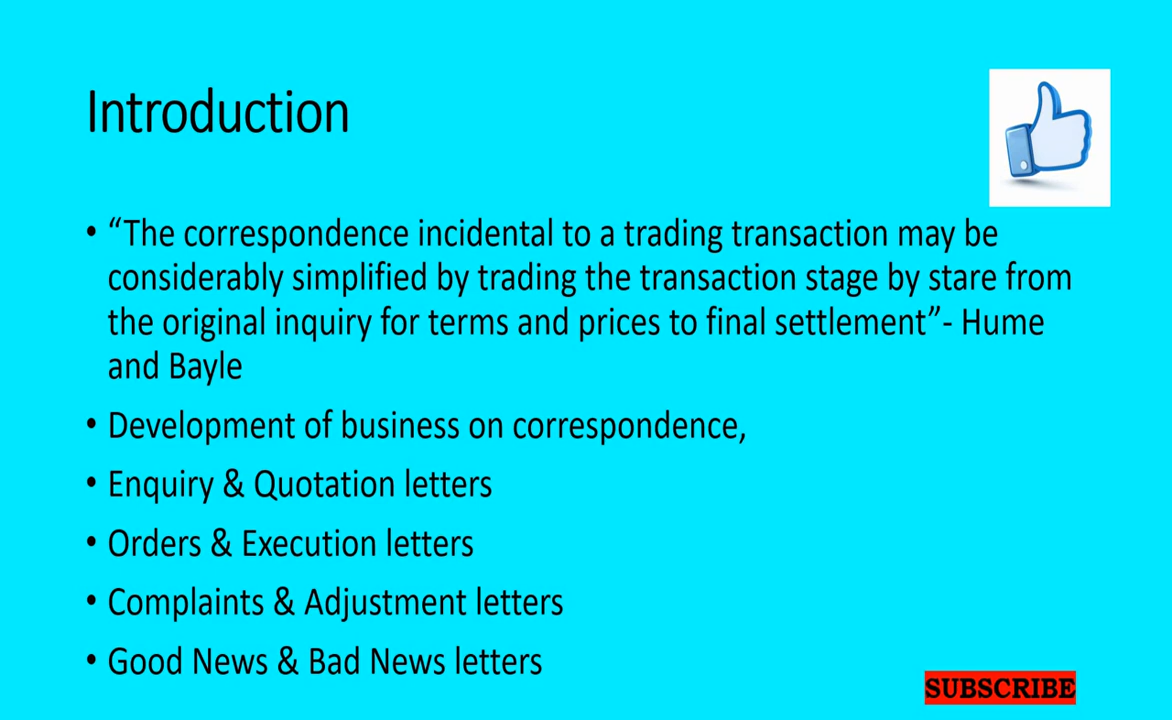 Introduction
• “The correspondence incidental to a trading transaction may be
considerably simplified by trading the transaction stage by stare from
the original inquiry for terms and prices to final settlement”- Hume
and Bayle
• Development of business on correspondence,
• Enquiry & Quotation letters
• Orders & Execution letters
• Complaints & Adjustment letters
• Good News & Bad News letters
SUBSCRIBE